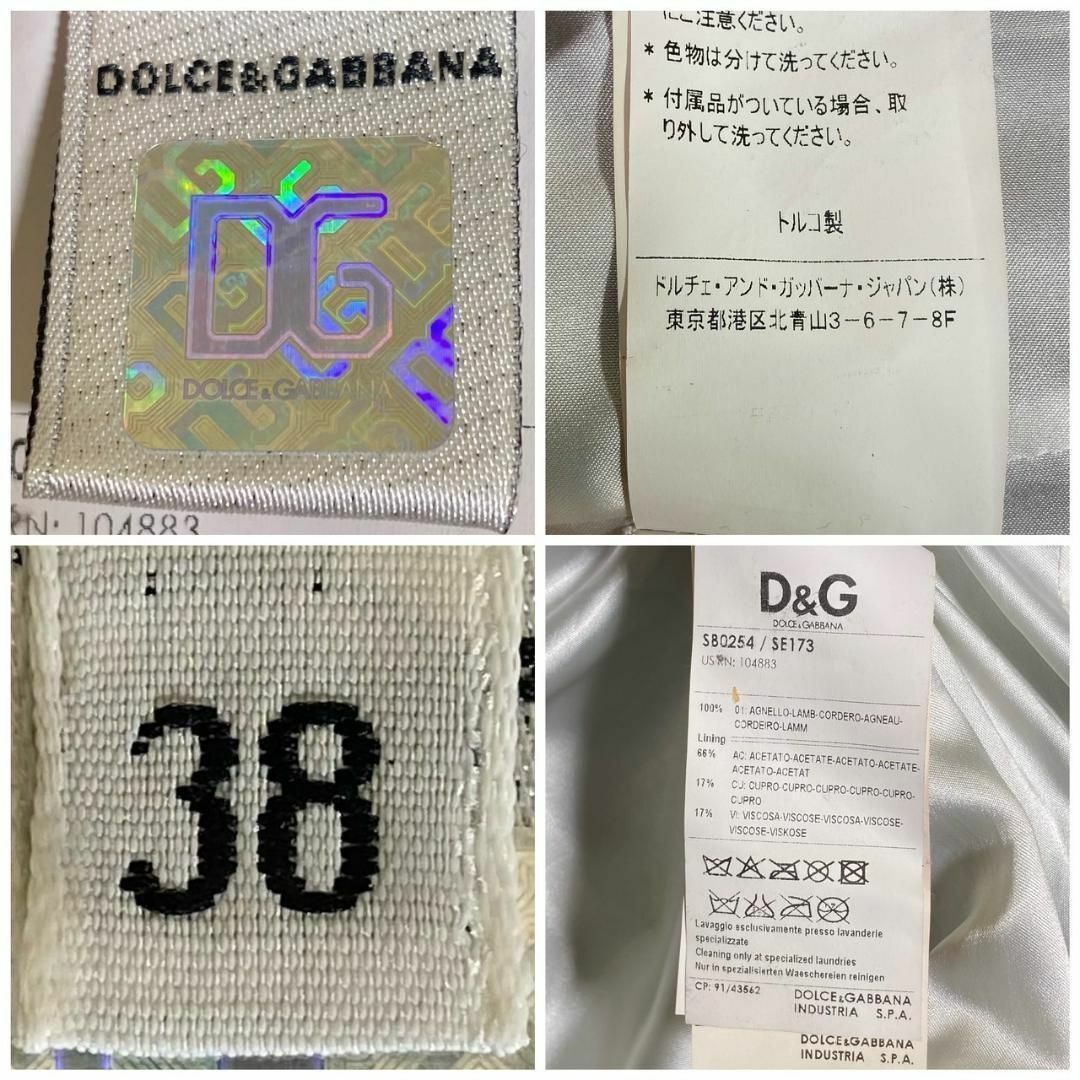 DOLCE&GABBANA
DG
DOLCE&GABBANA
RN: 104883
にご注意ください。
* 色物は分けて洗ってください。
* 付属品がついている場合、取
り外して洗ってください。
トルコ製
ドルチェ・アンド・ガッバーナ・ジャパン(株)
東京都港区北青山3-6-7-8F
38
D&G
DOLCE&GABBANA
SB0254 / SE173
US RN: 104883
100% 01: AGNELLO-LAMB-CORDERO-AGNEAU-
CORDEIRO-LAMM
Lining
66% AC: ACETATO-ACETATE-ACETATO-ACETATE-
ACETATO-ACETAT
17% CU: CUPRO-CUPRO-CUPRO-CUPRO-CUPRO-
CUPRO
17% VI: VISCOSA-VISCOSE-VISCOSA-VISCOSE-
VISCOSE-VISKOSE
Lavaggio esclusivamente presso lavanderie
specializzate
Cleaning only at specialized laundries
Nur in spezialisierten Waeschereien reinigen
CP: 91/43562
DOLCE&GABBANA
INDUSTRIA S.P.A.
DOLCE&GABBANA
INDUSTRIA S.P.A.